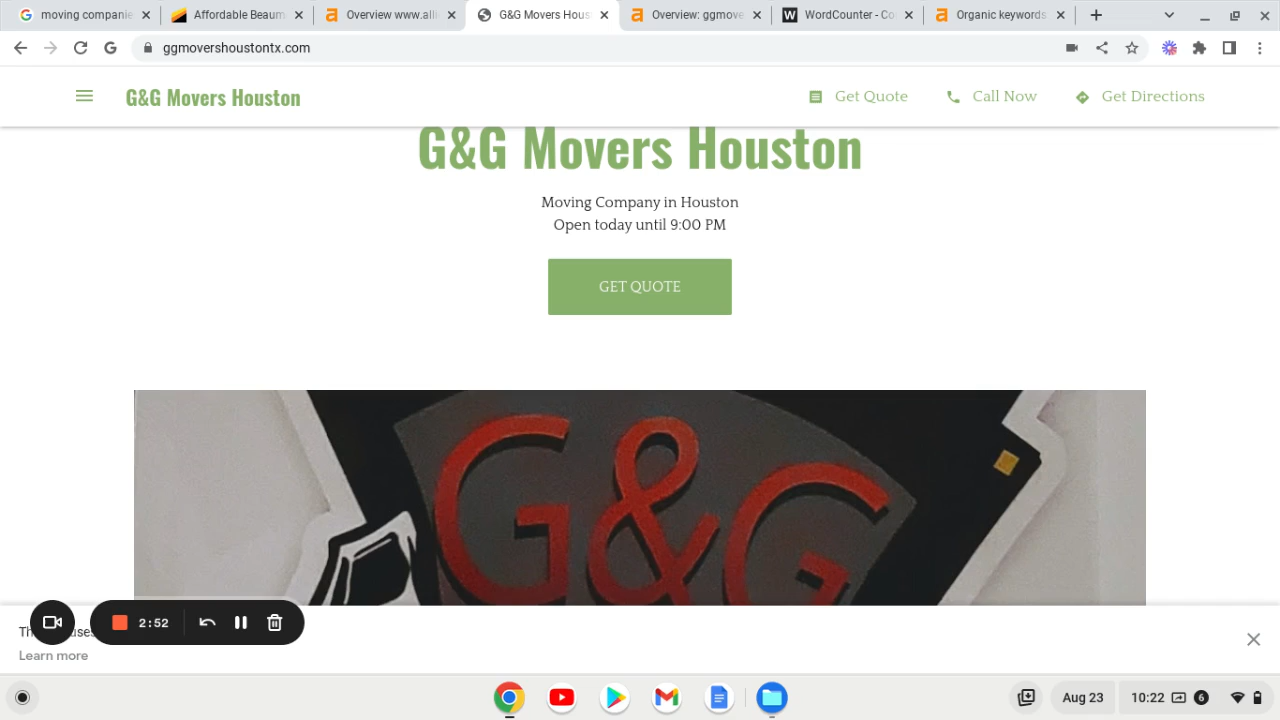 moving companie
Affordable Beaum
Overview www.alli
G&G Movers Hous
Overview: ggmove
WordCounter - Co
Organic keywords
ggmovershoustontx.com
G&G Movers Houston
Get Quote
Call Now
Get Directions
G&G Movers Houston
Moving Company in Houston
Open today until 9:00 PM
GET QUOTE
G&G
2:52
Learn more
Aug 23
10:22
6